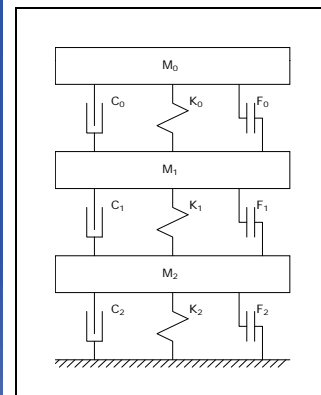 M₀
C₀ K₀ F₀
M₁
C₁ K₁ F₁
M₂
C₂ K₂ F₂